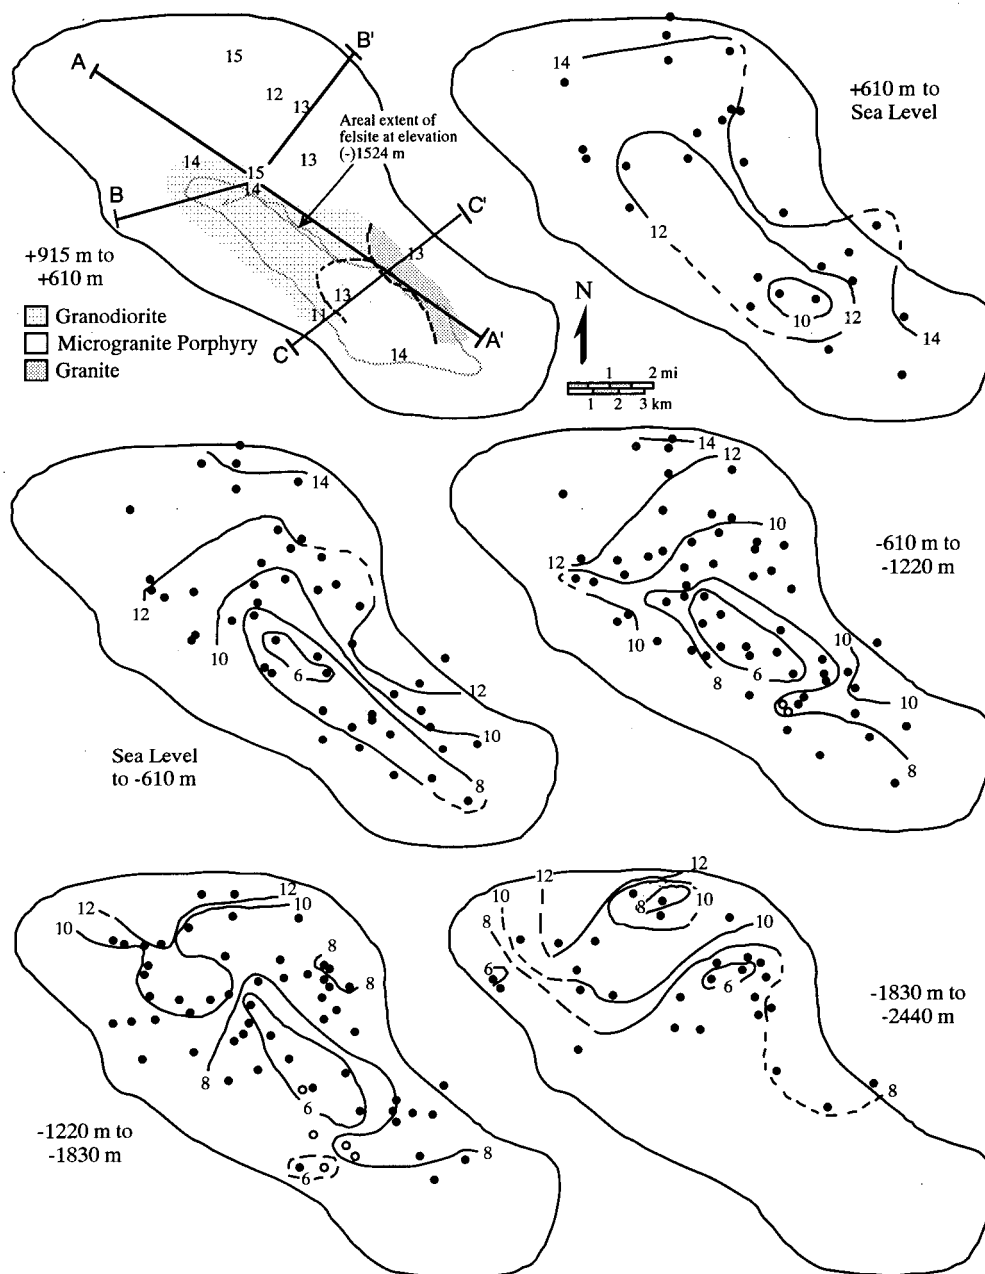 B'
A
15
12
13
Areal extent of
felsite at elevation
(-)1524 m
14
13
15
14
B
C'
+915 m to
+610 m
13
13
11
C
14
A'
Granodiorite
Microgranite Porphyry
Granite
N
1 2 mi
1 2 3 km
14
+610 m to
Sea Level
12
10
12
14
14
12
10
6
12
10
8
Sea Level
to -610 m
14
12
10
-610 m to
-1220 m
12
10
10
8
6
10
8
12
12
10
10
8
8
8
6
8
6
-1220 m to
-1830 m
12
12
10
10
8
8
10
6
6
-1830 m to
-2440 m
8